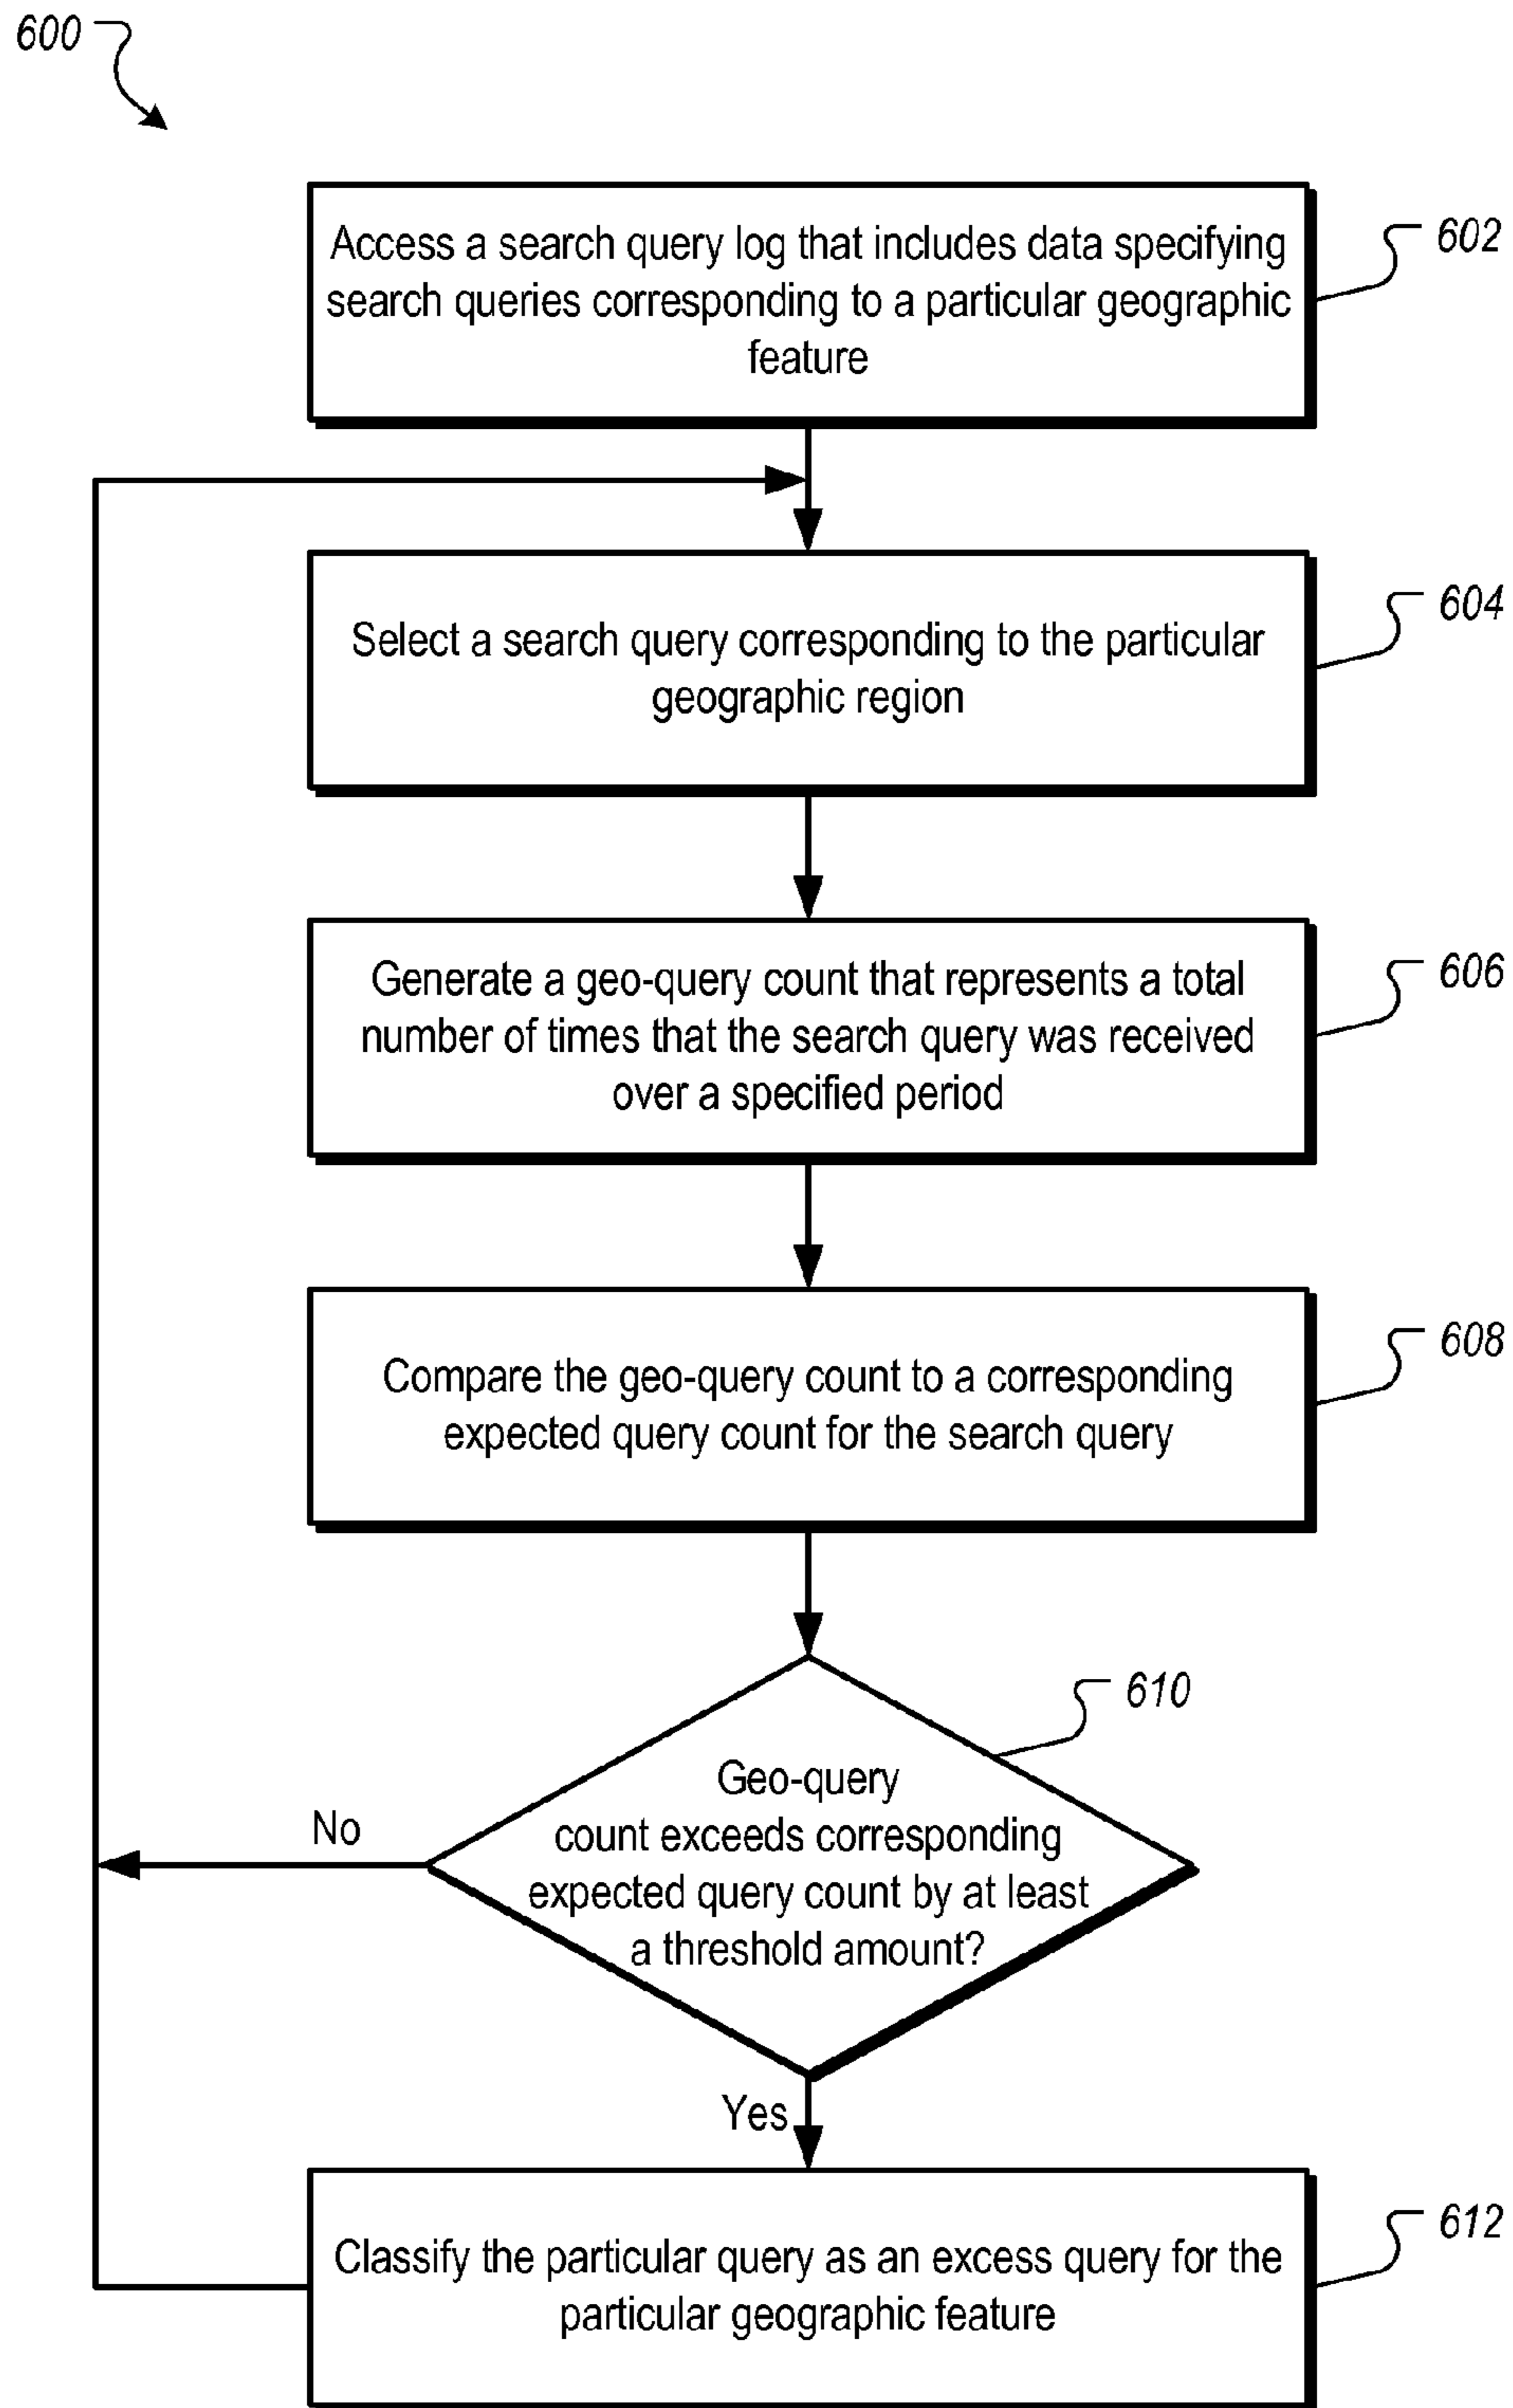 600
Access a search query log that includes data specifying
search queries corresponding to a particular geographic
feature
602
Select a search query corresponding to the particular
geographic region
604
Generate a geo-query count that represents a total
number of times that the search query was received
over a specified period
606
Compare the geo-query count to a corresponding
expected query count for the search query
608
610
Geo-query
count exceeds corresponding
expected query count by at least
a threshold amount?
No
Yes
Classify the particular query as an excess query for the
particular geographic feature
612